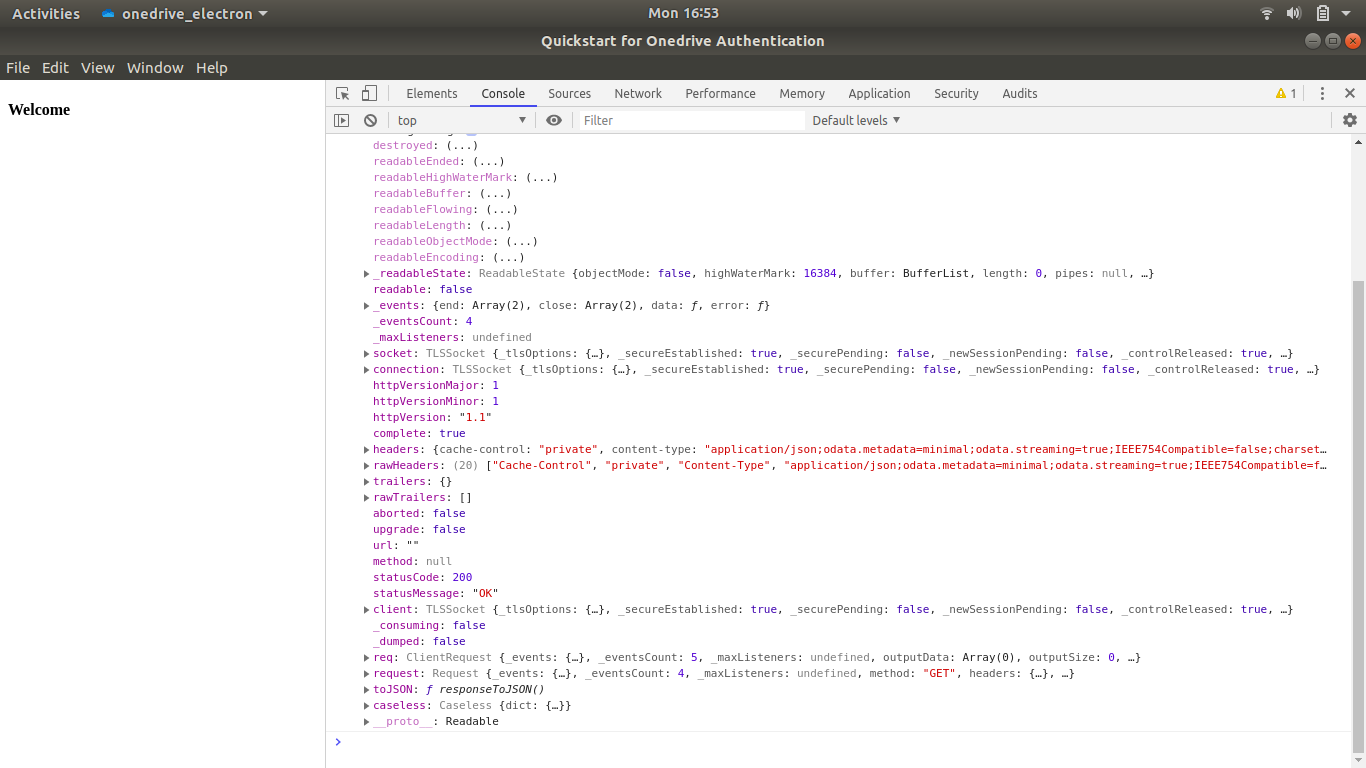 Activities onedrive_electron Mon 16:53
Quickstart for Onedrive Authentication
File Edit View Window Help
Welcome
Elements Console Sources Network Performance Memory Application Security Audits 1
top Filter Default levels
destroyed: (...)
readableEnded: (...)
readableHighWaterMark: (...)
readableBuffer: (...)
readableFlowing: (...)
readableLength: (...)
readableObjectMode: (...)
readableEncoding: (...)
_readableState: ReadableState {objectMode: false, highWaterMark: 16384, buffer: BufferList, length: 0, pipes: null, …}
readable: false
_events: {end: Array(2), close: Array(2), data: ƒ, error: ƒ}
_eventsCount: 4
_maxListeners: undefined
socket: TLSSocket {_tlsOptions: {…}, _secureEstablished: true, _securePending: false, _newSessionPending: false, _controlReleased: true, …}
connection: TLSSocket {_tlsOptions: {…}, _secureEstablished: true, _securePending: false, _newSessionPending: false, _controlReleased: true, …}
httpVersionMajor: 1
httpVersionMinor: 1
httpVersion: "1.1"
complete: true
headers: {cache-control: "private", content-type: "application/json;odata.metadata=minimal;odata.streaming=true;IEEE754Compatible=false;charset…
rawHeaders: (20) ["Cache-Control", "private", "Content-Type", "application/json;odata.metadata=minimal;odata.streaming=true;IEEE754Compatible=f…
trailers: {}
rawTrailers: []
aborted: false
upgrade: false
url: ""
method: null
statusCode: 200
statusMessage: "OK"
client: TLSSocket {_tlsOptions: {…}, _secureEstablished: true, _securePending: false, _newSessionPending: false, _controlReleased: true, …}
_consuming: false
_dumped: false
req: ClientRequest {_events: {…}, _eventsCount: 5, _maxListeners: undefined, outputData: Array(0), outputSize: 0, …}
request: Request {_events: {…}, _eventsCount: 4, _maxListeners: undefined, method: "GET", headers: {…}, …}
toJSON: ƒ responseToJSON()
caseless: Caseless {dict: {…}}
__proto__: Readable